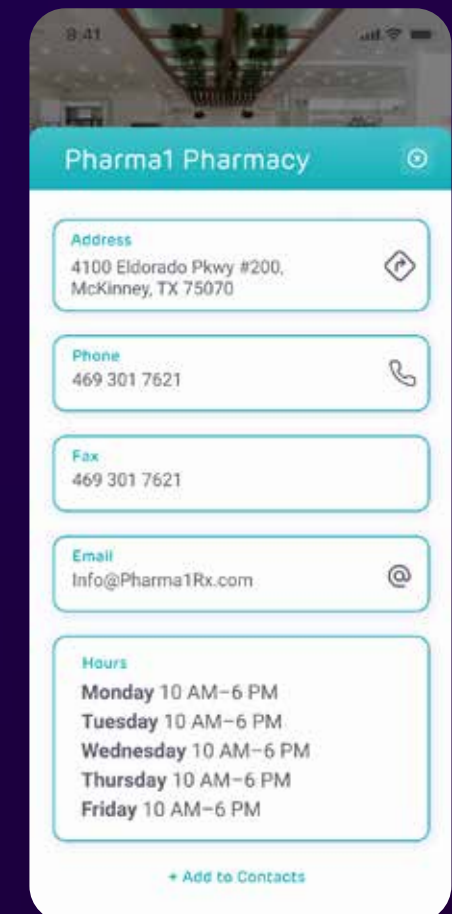 9:41
Pharma1 Pharmacy
Address
4100 Eldorado Pkwy #200,
McKinney, TX 75070
Phone
469 301 7621
Fax
469 301 7621
Email
Info@Pharma1Rx.com
Hours
Monday 10 AM–6 PM
Tuesday 10 AM–6 PM
Wednesday 10 AM–6 PM
Thursday 10 AM–6 PM
Friday 10 AM–6 PM
+ Add to Contacts